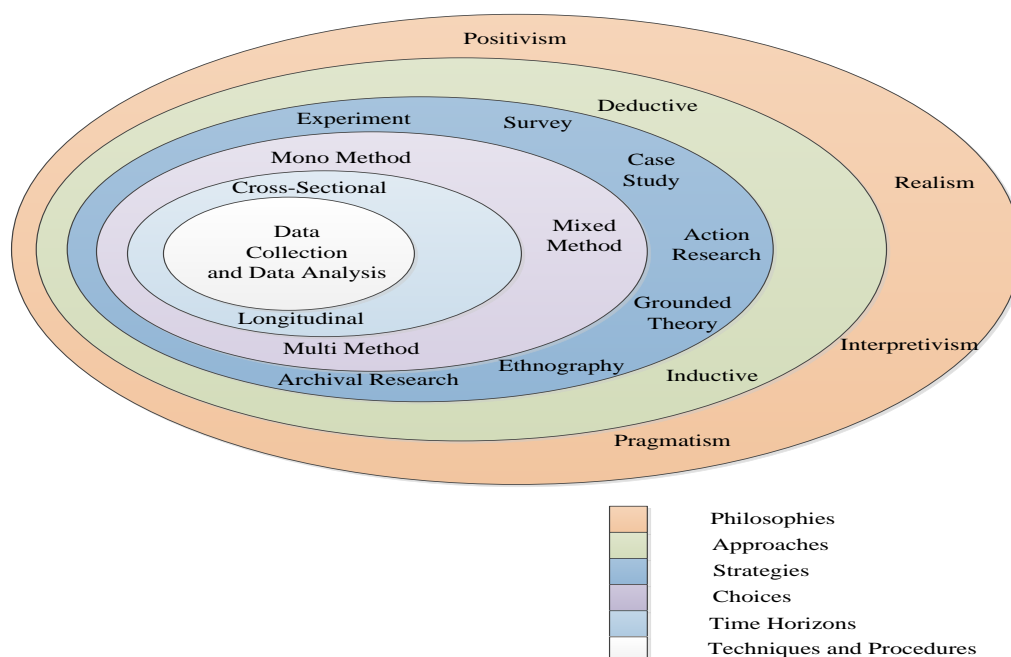 Positivism
Deductive
Experiment
Survey
Mono Method
Case
Study
Realism
Cross-Sectional
Data
Collection
and Data Analysis
Mixed
Method
Action
Research
Longitudinal
Grounded
Theory
Multi Method
Interpretivism
Ethnography
Archival Research
Inductive
Pragmatism
Philosophies
Approaches
Strategies
Choices
Time Horizons
Techniques and Procedures